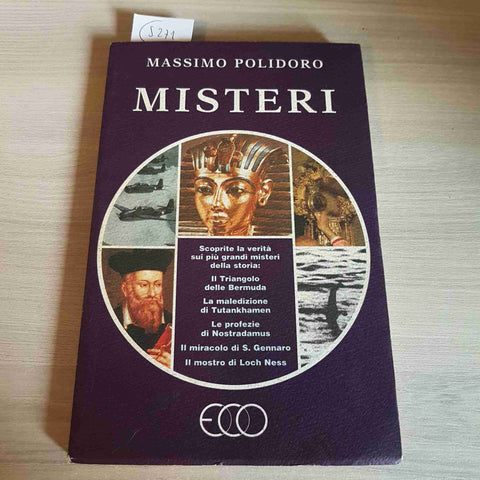 S271
MASSIMO POLIDORO
MISTERI
Scoprite la verità
sui più grandi misteri
della storia:
Il Triangolo
delle Bermuda
La maledizione
di Tutankhamen
Le profezie
di Nostradamus
Il miracolo di S. Gennaro
Il mostro di Loch Ness
ECO